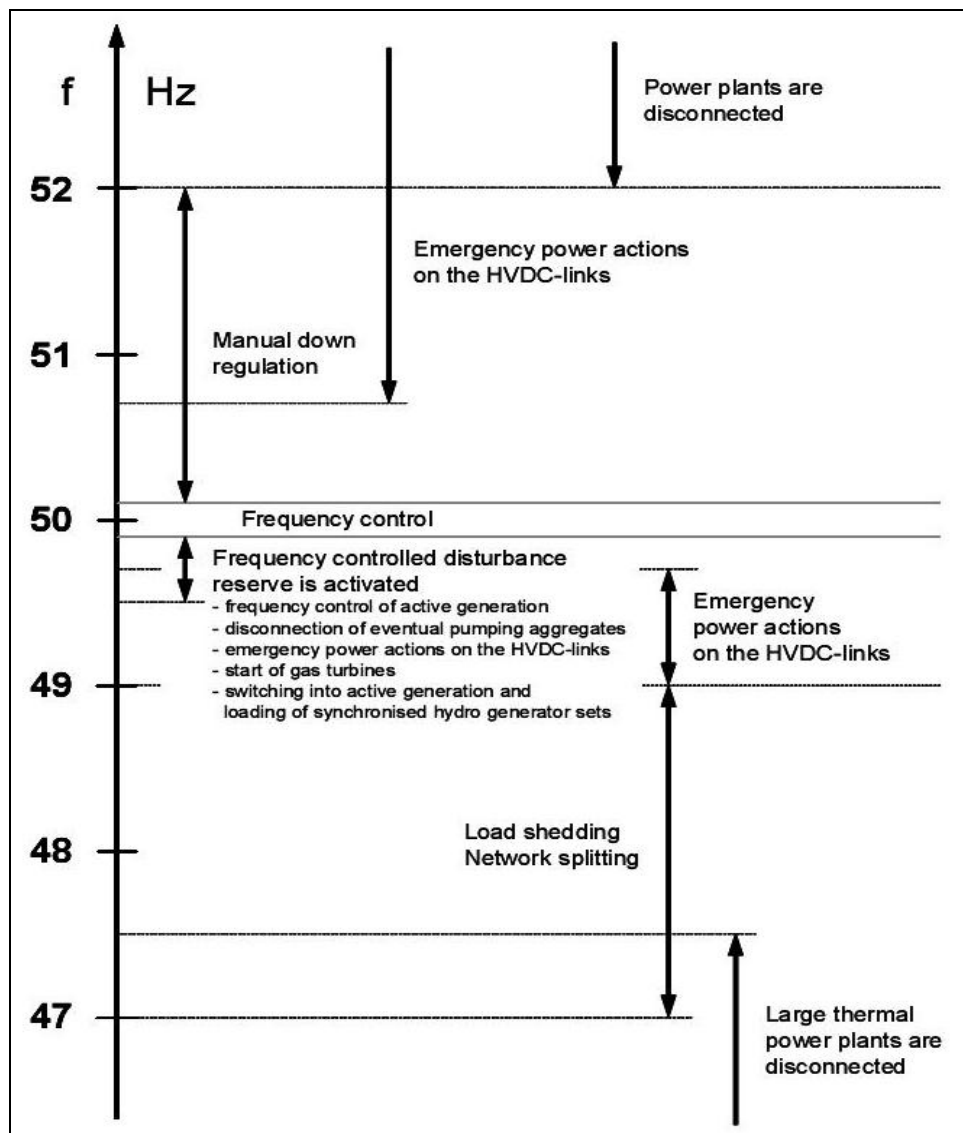 f Hz
Power plants are
disconnected
52
Emergency power actions
on the HVDC-links
Manual down
regulation
51
50
Frequency control
Frequency controlled disturbance
reserve is activated
- frequency control of active generation
- disconnection of eventual pumping aggregates
- emergency power actions on the HVDC-links
- start of gas turbines
- switching into active generation and
loading of synchronised hydro generator sets
Emergency
power actions
on the HVDC-links
49
Load shedding
Network splitting
48
47
Large thermal
power plants are
disconnected